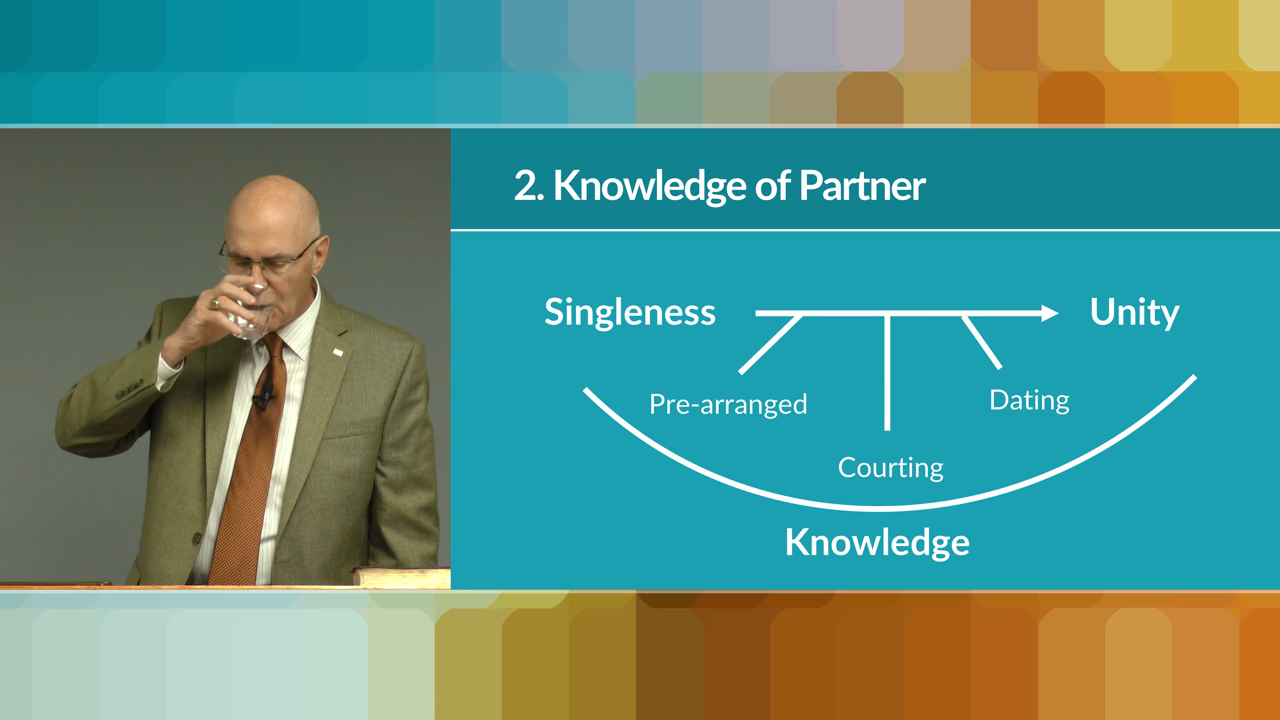 2. Knowledge of Partner
Singleness
Unity
Pre-arranged
Dating
Courting
Knowledge